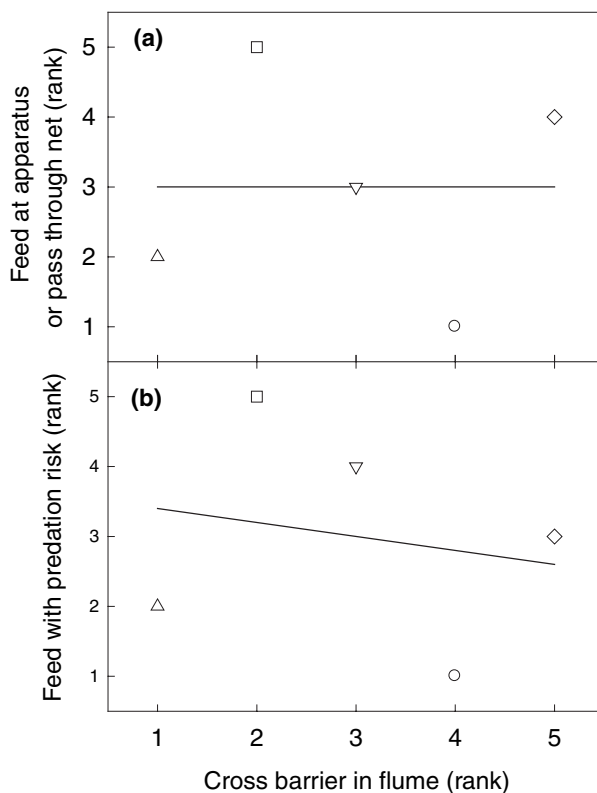 (a)
Feed at apparatus
or pass through net (rank)
5
4
3
2
1
(b)
Feed with predation risk (rank)
5
4
3
2
1
1 2 3 4 5
Cross barrier in flume (rank)